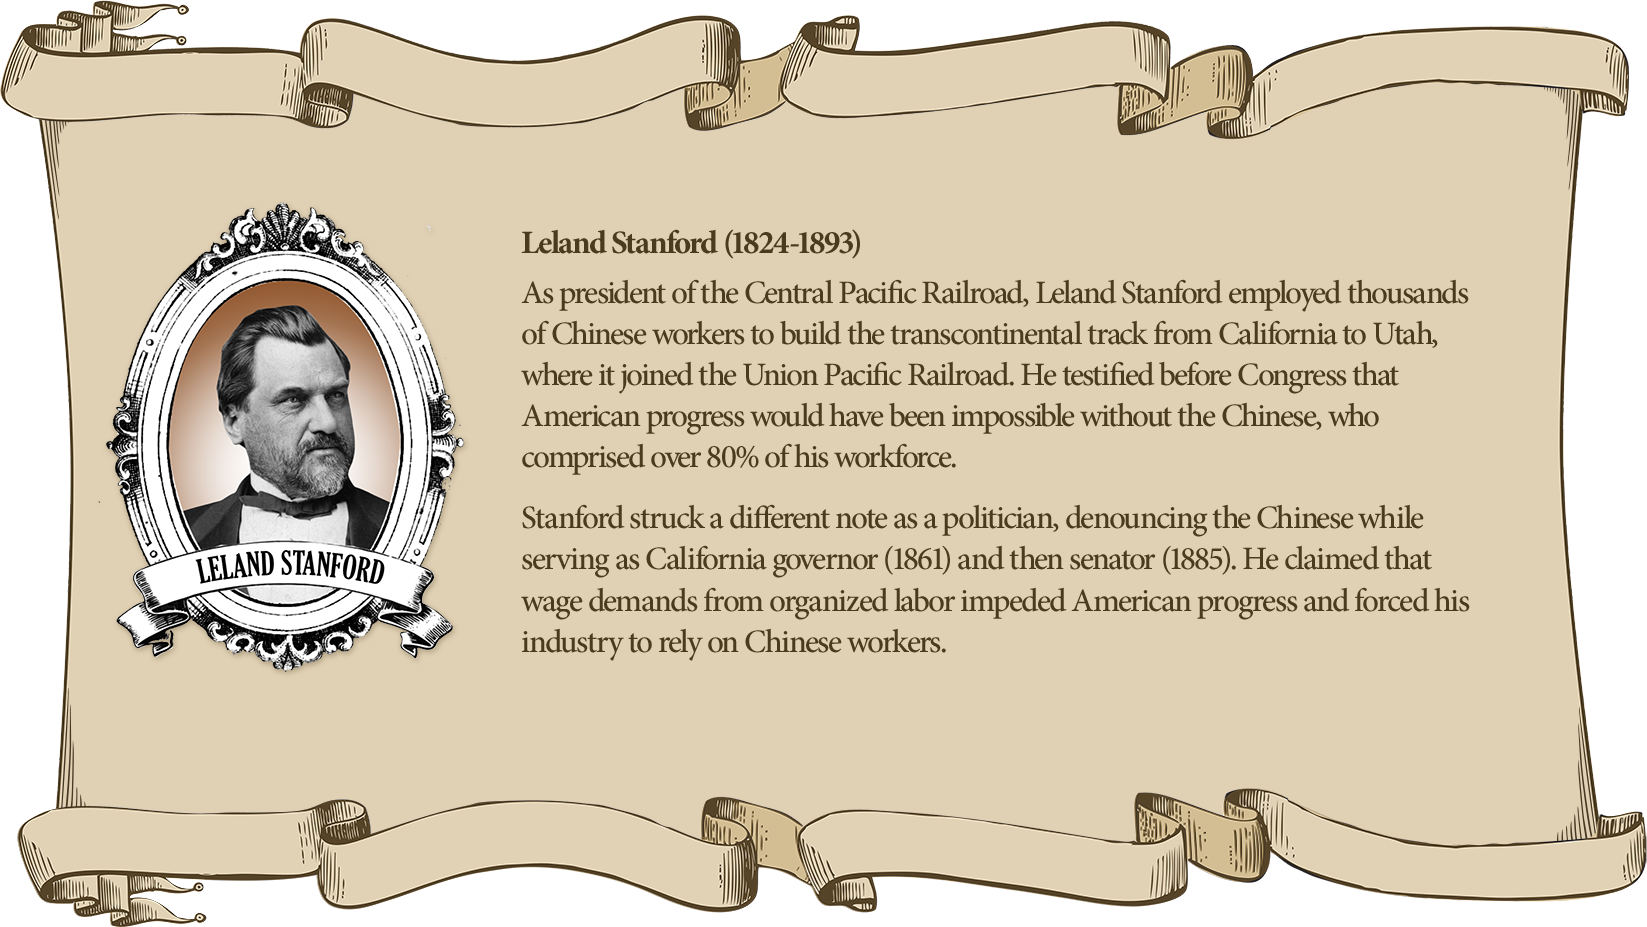 Leland Stanford (1824-1893)
As president of the Central Pacific Railroad, Leland Stanford employed thousands
of Chinese workers to build the transcontinental track from California to Utah,
where it joined the Union Pacific Railroad. He testified before Congress that
American progress would have been impossible without the Chinese, who
comprised over 80% of his workforce.
Stanford struck a different note as a politician, denouncing the Chinese while
serving as California governor (1861) and then senator (1885). He claimed that
wage demands from organized labor impeded American progress and forced his
industry to rely on Chinese workers.
LELAND STANFORD